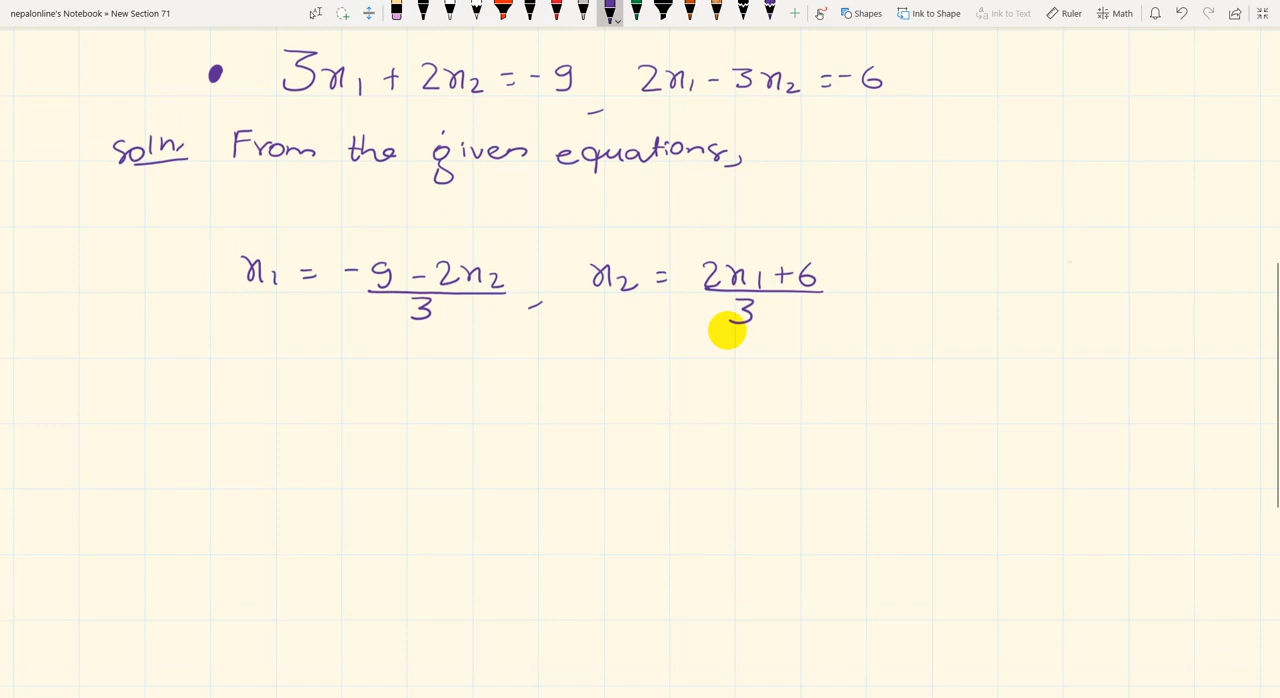 nepalonline's Notebook » New Section 71
Shapes Ink to Shape Ink to Text Ruler Math
• 3x₁ + 2x₂ = -9, 2x₁ - 3x₂ = -6
soln. From the given equations,
x₁ = (-9 - 2x₂)/3, x₂ = (2x₁ + 6)/3